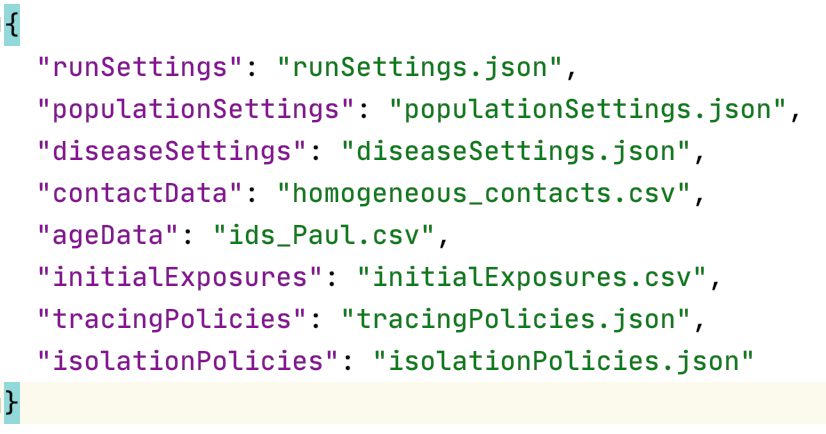 {
"runSettings": "runSettings.json",
"populationSettings": "populationSettings.json",
"diseaseSettings": "diseaseSettings.json",
"contactData": "homogeneous_contacts.csv",
"ageData": "ids_Paul.csv",
"initialExposures": "initialExposures.csv",
"tracingPolicies": "tracingPolicies.json",
"isolationPolicies": "isolationPolicies.json"
}